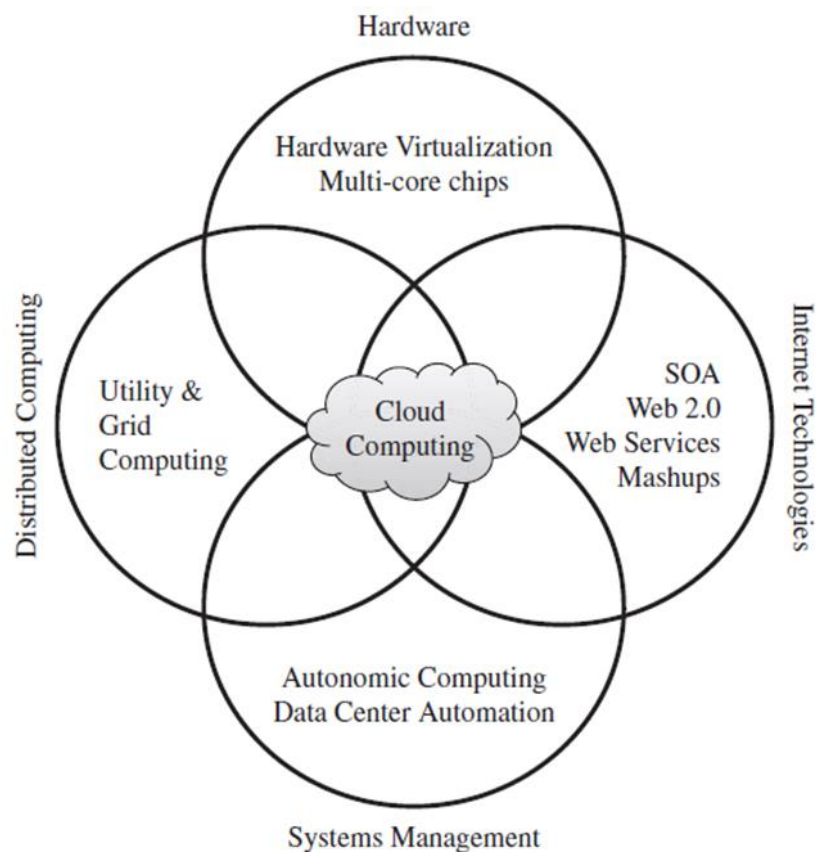 Hardware
Hardware Virtualization
Multi-core chips
Distributed Computing
Utility &
Grid
Computing
Cloud
Computing
SOA
Web 2.0
Web Services
Mashups
Internet Technologies
Autonomic Computing
Data Center Automation
Systems Management